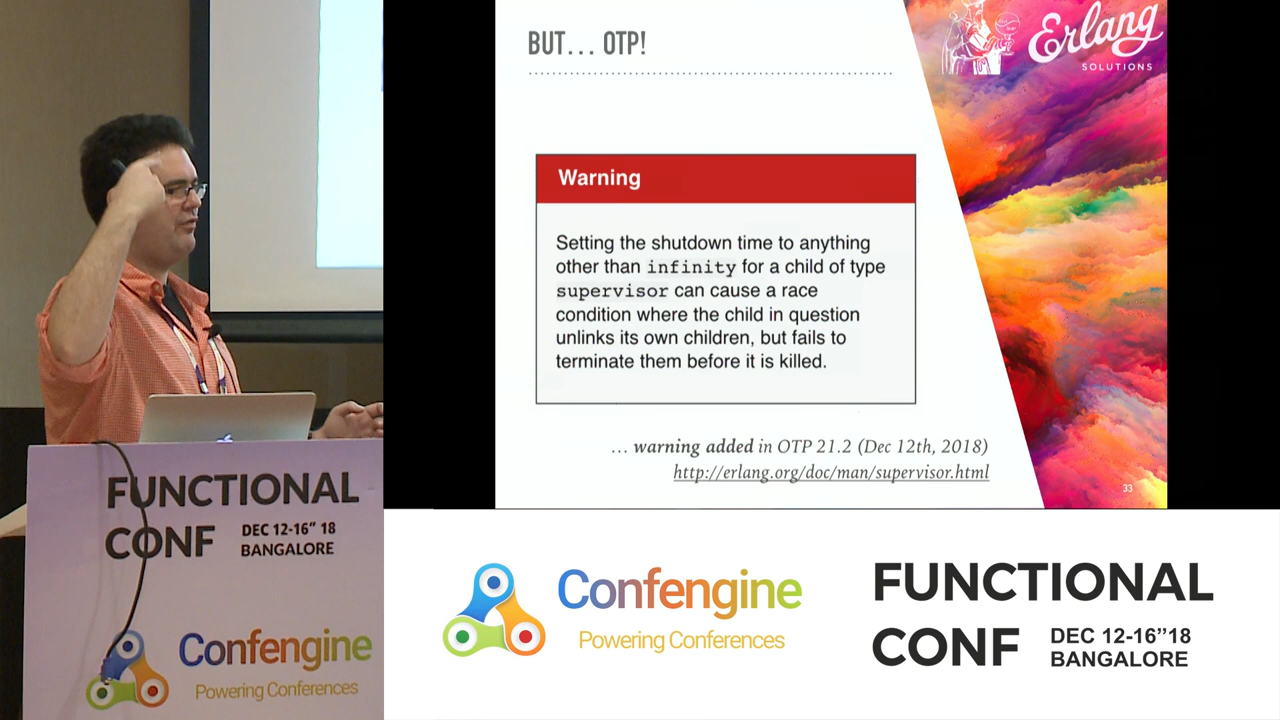 BUT... OTP!
Erlang
SOLUTIONS
Warning
Setting the shutdown time to anything
other than infinity for a child of type
supervisor can cause a race
condition where the child in question
unlinks its own children, but fails to
terminate them before it is killed.
... warning added in OTP 21.2 (Dec 12th, 2018)
http://erlang.org/doc/man/supervisor.html
33
FUNCTIONAL
CONF
DEC 12-16" 18
BANGALORE
Confengine
Powering Conferences
Confengine
Powering Conferences
FUNCTIONAL
CONF
DEC 12-16”18
BANGALORE